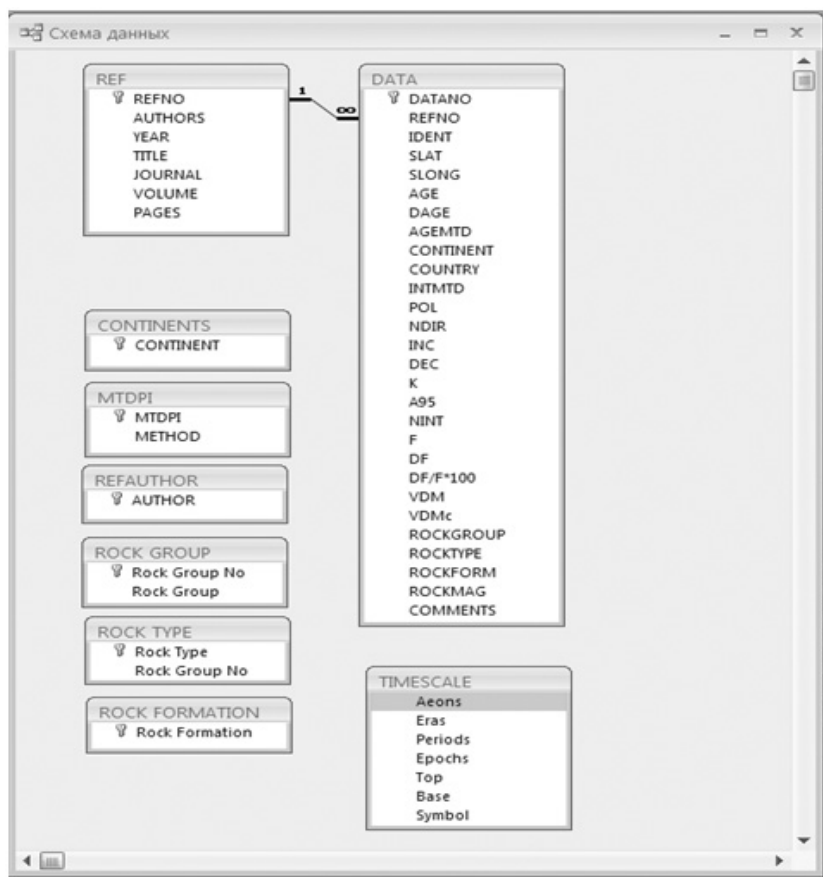 Схема данных
REF
REFNO
AUTHORS
YEAR
TITLE
JOURNAL
VOLUME
PAGES
1
∞
DATA
DATANO
REFNO
IDENT
SLAT
SLONG
AGE
DAGE
AGEMTD
CONTINENT
COUNTRY
INTMTD
POL
NDIR
INC
DEC
K
A95
NINT
F
DF
DF/F*100
VDM
VDMc
ROCKGROUP
ROCKTYPE
ROCKFORM
ROCKMAG
COMMENTS
CONTINENTS
CONTINENT
MTDPI
MTDPI
METHOD
REFAUTHOR
AUTHOR
ROCK GROUP
Rock Group No
Rock Group
ROCK TYPE
Rock Type
Rock Group No
ROCK FORMATION
Rock Formation
TIMESCALE
Aeons
Eras
Periods
Epochs
Top
Base
Symbol